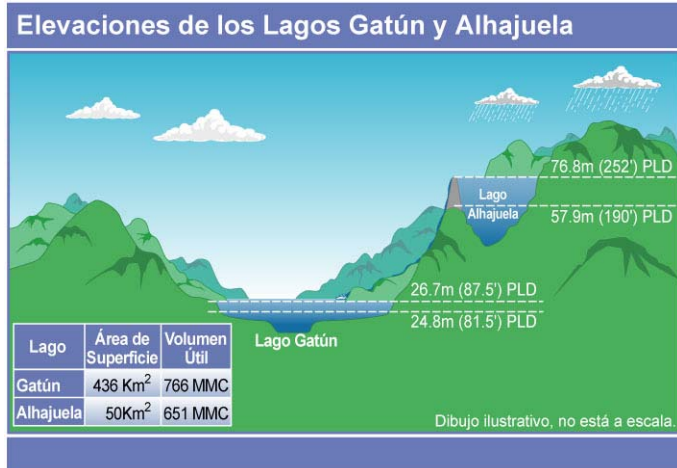 Elevaciones de los Lagos Gatún y Alhajuela
76.8m (252') PLD
Lago
Alhajuela
57.9m (190') PLD
26.7m (87.5') PLD
24.8m (81.5') PLD
Lago Gatún
Lago Área de Superficie Volumen Útil
Gatún 436 Km² 766 MMC
Alhajuela 50Km² 651 MMC
Dibujo ilustrativo, no está a escala.